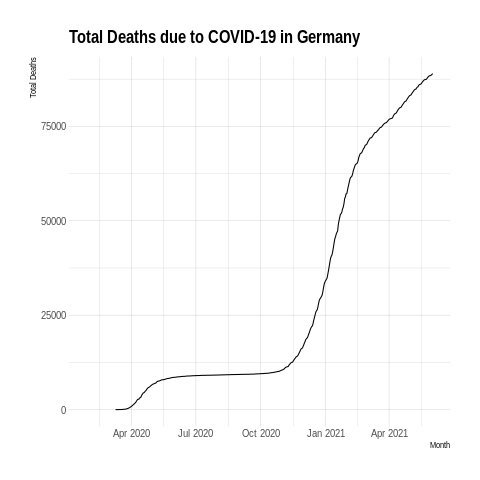 Total Deaths due to COVID-19 in Germany
Total Deaths
75000
50000
25000
0
Apr 2020 Jul 2020 Oct 2020 Jan 2021 Apr 2021
Month